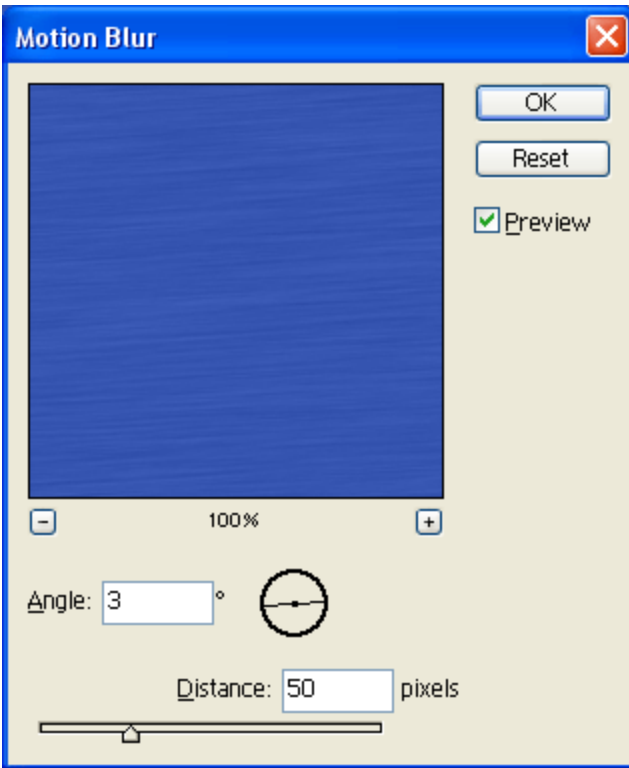 Motion Blur
OK
Reset
Preview
100%
Angle: 3 °
Distance: 50 pixels